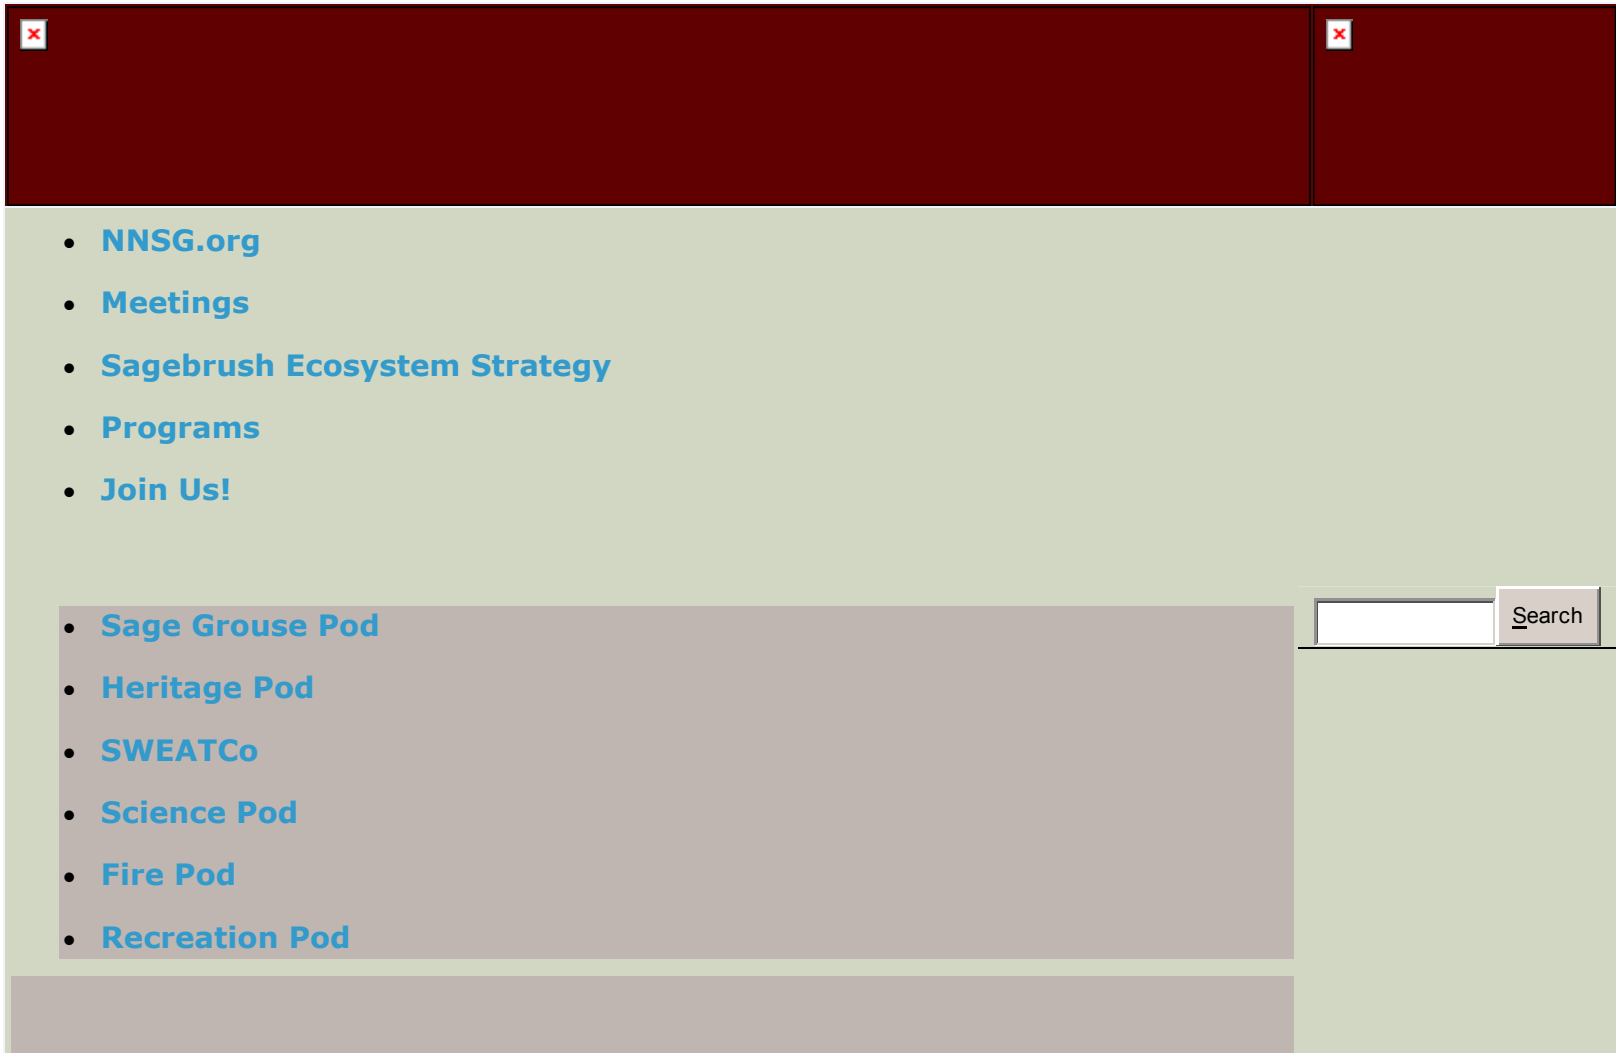 NNSG.org
Meetings
Sagebrush Ecosystem Strategy
Programs
Join Us!
Search
Sage Grouse Pod
Heritage Pod
SWEATCo
Science Pod
Fire Pod
Recreation Pod